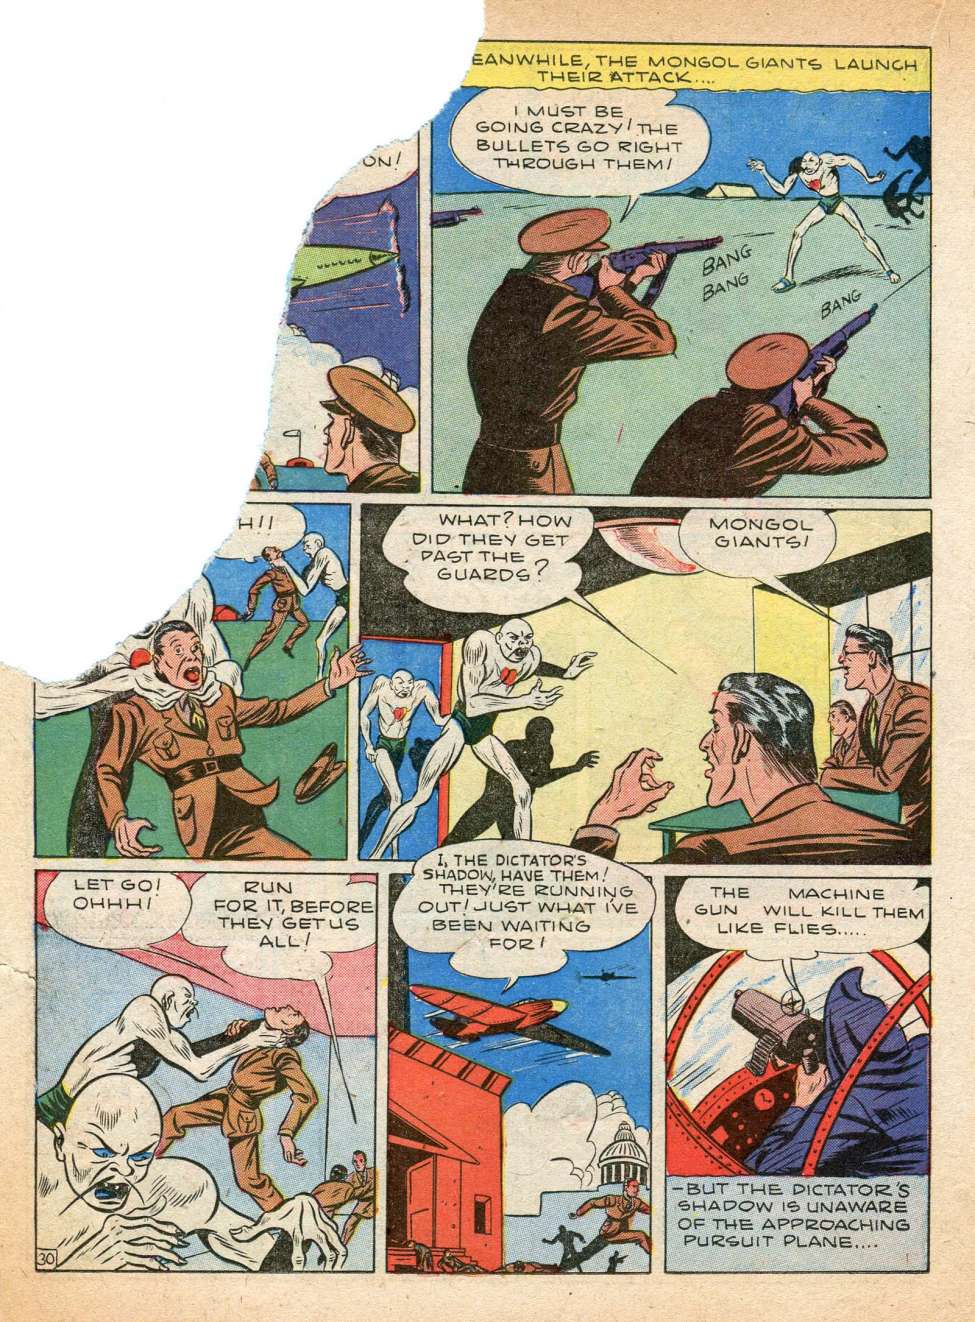 ON!
EANWHILE, THE MONGOL GIANTS LAUNCH
THEIR ATTACK....
I MUST BE
GOING CRAZY! THE
BULLETS GO RIGHT
THROUGH THEM!
BANG
BANG
BANG
H!!
WHAT? HOW
DID THEY GET
PAST THE
GUARDS?
MONGOL
GIANTS!
LET GO!
OHHH!
RUN
FOR IT, BEFORE
THEY GET US
ALL!
30
I, THE DICTATOR'S
SHADOW, HAVE THEM!
THEY'RE RUNNING
OUT! JUST WHAT I'VE
BEEN WAITING
FOR!
THE MACHINE
GUN WILL KILL THEM
LIKE FLIES.....
-BUT THE DICTATOR'S
SHADOW IS UNAWARE
OF THE APPROACHING
PURSUIT PLANE....